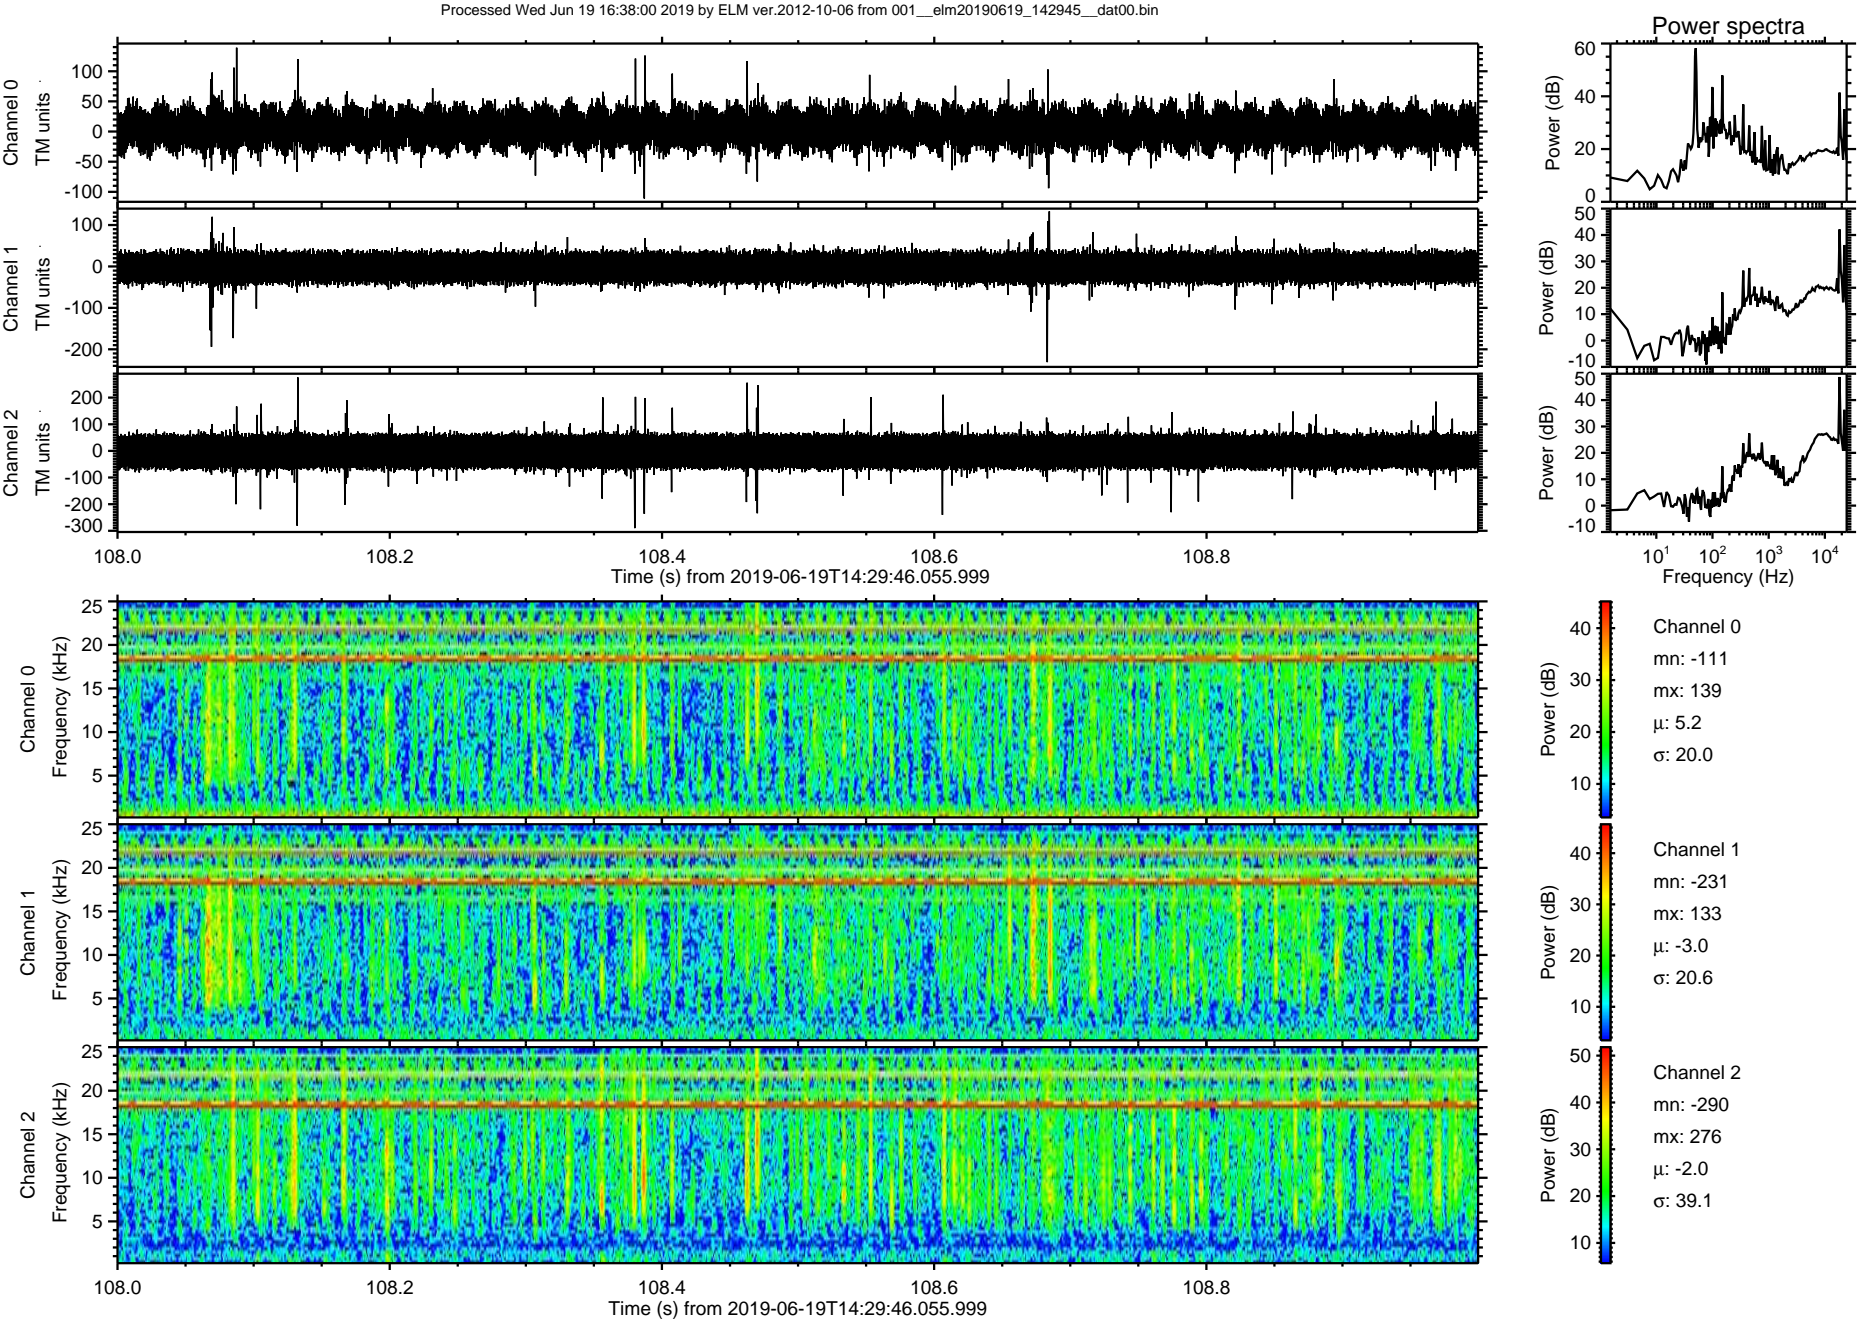 Processed Wed Jun 19 16:38:00 2019 by ELM ver.2012-10-06 from 001__elm20190619_142945__dat00.bin
Power spectra
Channel 0
TM units
100
50
0
-50
-100
Power (dB)
60
40
20
0
Channel 1
TM units
100
0
-100
-200
Power (dB)
50
40
30
20
10
0
-10
Channel 2
TM units
200
100
0
-100
-200
-300
Power (dB)
50
40
30
20
10
0
-10
108.0 108.2 108.4 108.6 108.8
Time (s) from 2019-06-19T14:29:46.055.999
10^1 10^2 10^3 10^4
Frequency (Hz)
Channel 0
Frequency (kHz)
25
20
15
10
5
Power (dB)
40
30
20
10
Channel 0
mn: -111
mx: 139
μ: 5.2
σ: 20.0
Channel 1
Frequency (kHz)
25
20
15
10
5
Power (dB)
40
30
20
10
Channel 1
mn: -231
mx: 133
μ: -3.0
σ: 20.6
Channel 2
Frequency (kHz)
25
20
15
10
5
Power (dB)
50
40
30
20
10
Channel 2
mn: -290
mx: 276
μ: -2.0
σ: 39.1
108.0 108.2 108.4 108.6 108.8
Time (s) from 2019-06-19T14:29:46.055.999